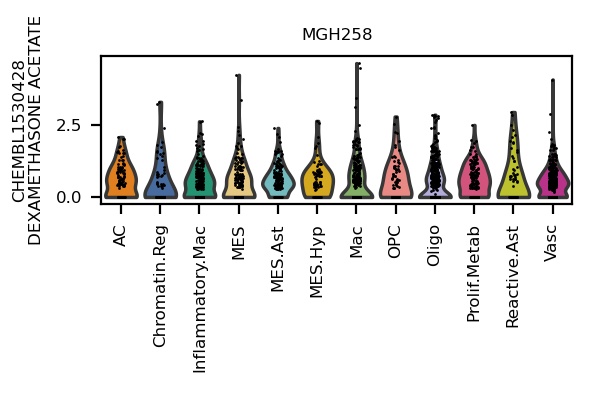 MGH258
CHEMBL1530428
DEXAMETHASONE ACETATE
2.5
0.0
AC
Chromatin.Reg
Inflammatory.Mac
MES
MES.Ast
MES.Hyp
Mac
OPC
Oligo
Prolif.Metab
Reactive.Ast
Vasc